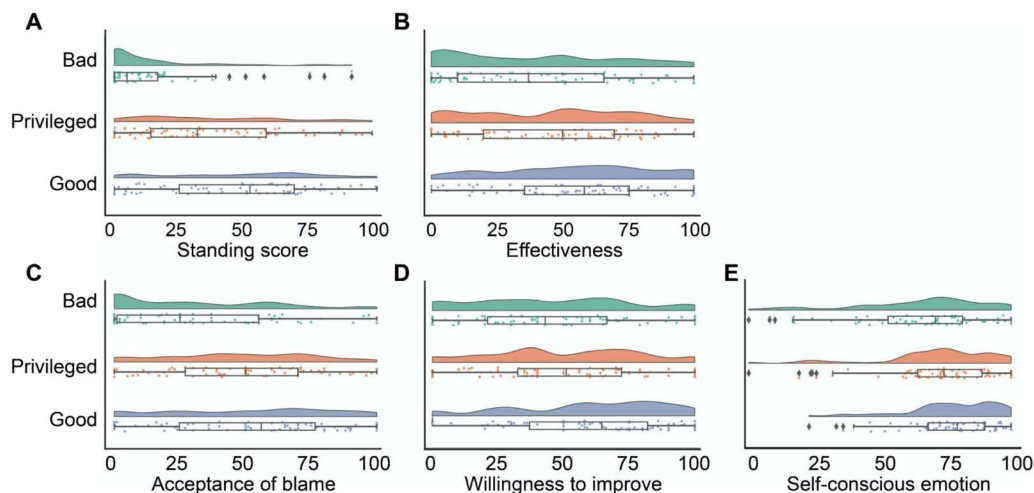 A
B
Bad
Privileged
Good
0 25 50 75 100
0 25 50 75 100
Standing score
Effectiveness
C
D
E
Bad
Privileged
Good
0 25 50 75 100
0 25 50 75 100
0 25 50 75 100
Acceptance of blame
Willingness to improve
Self-conscious emotion